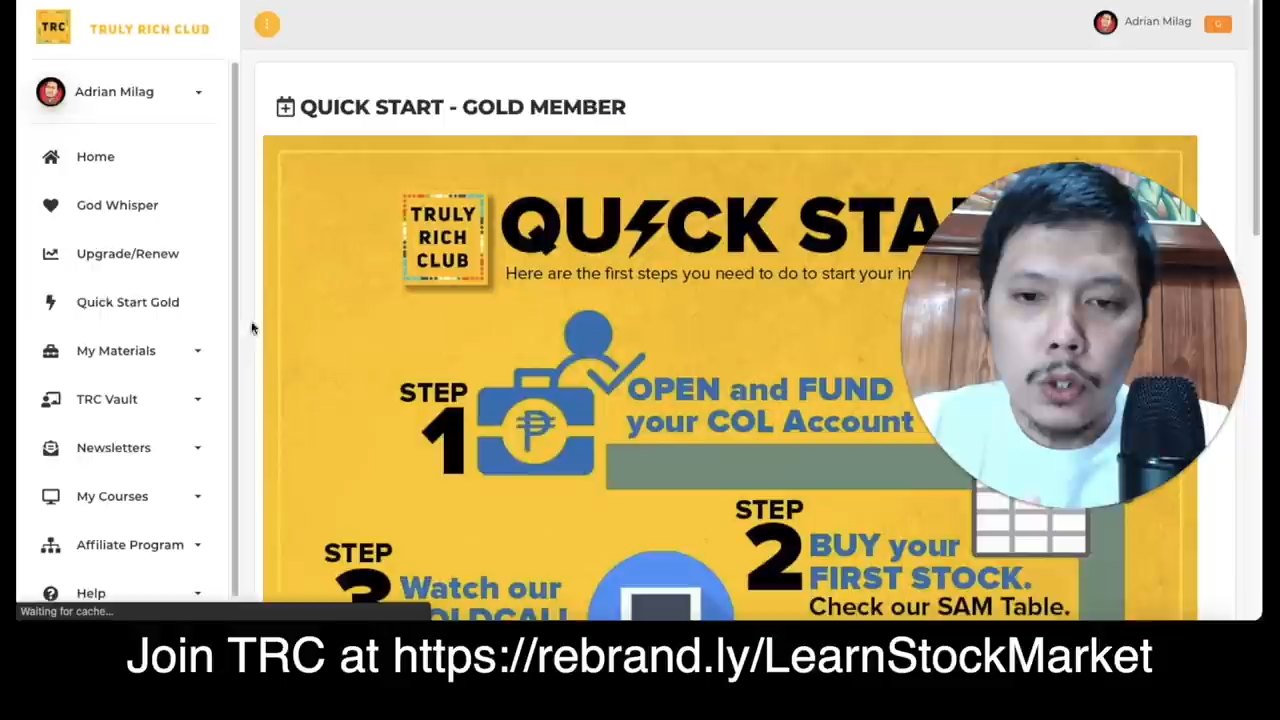 TRC
TRULY RICH CLUB
Adrian Milag
Adrian Milag
Home
God Whisper
Upgrade/Renew
Quick Start Gold
My Materials
TRC Vault
Newsletters
My Courses
Affiliate Program
Help
Waiting for cache...
QUICK START - GOLD MEMBER
TRULY
RICH
CLUB
QUICK STA
Here are the first steps you need to do to start your in
STEP
1
OPEN and FUND
your COL Account
STEP
2
BUY your
FIRST STOCK.
Check our SAM Table.
STEP
3
Watch our
Join TRC at https://rebrand.ly/LearnStockMarket